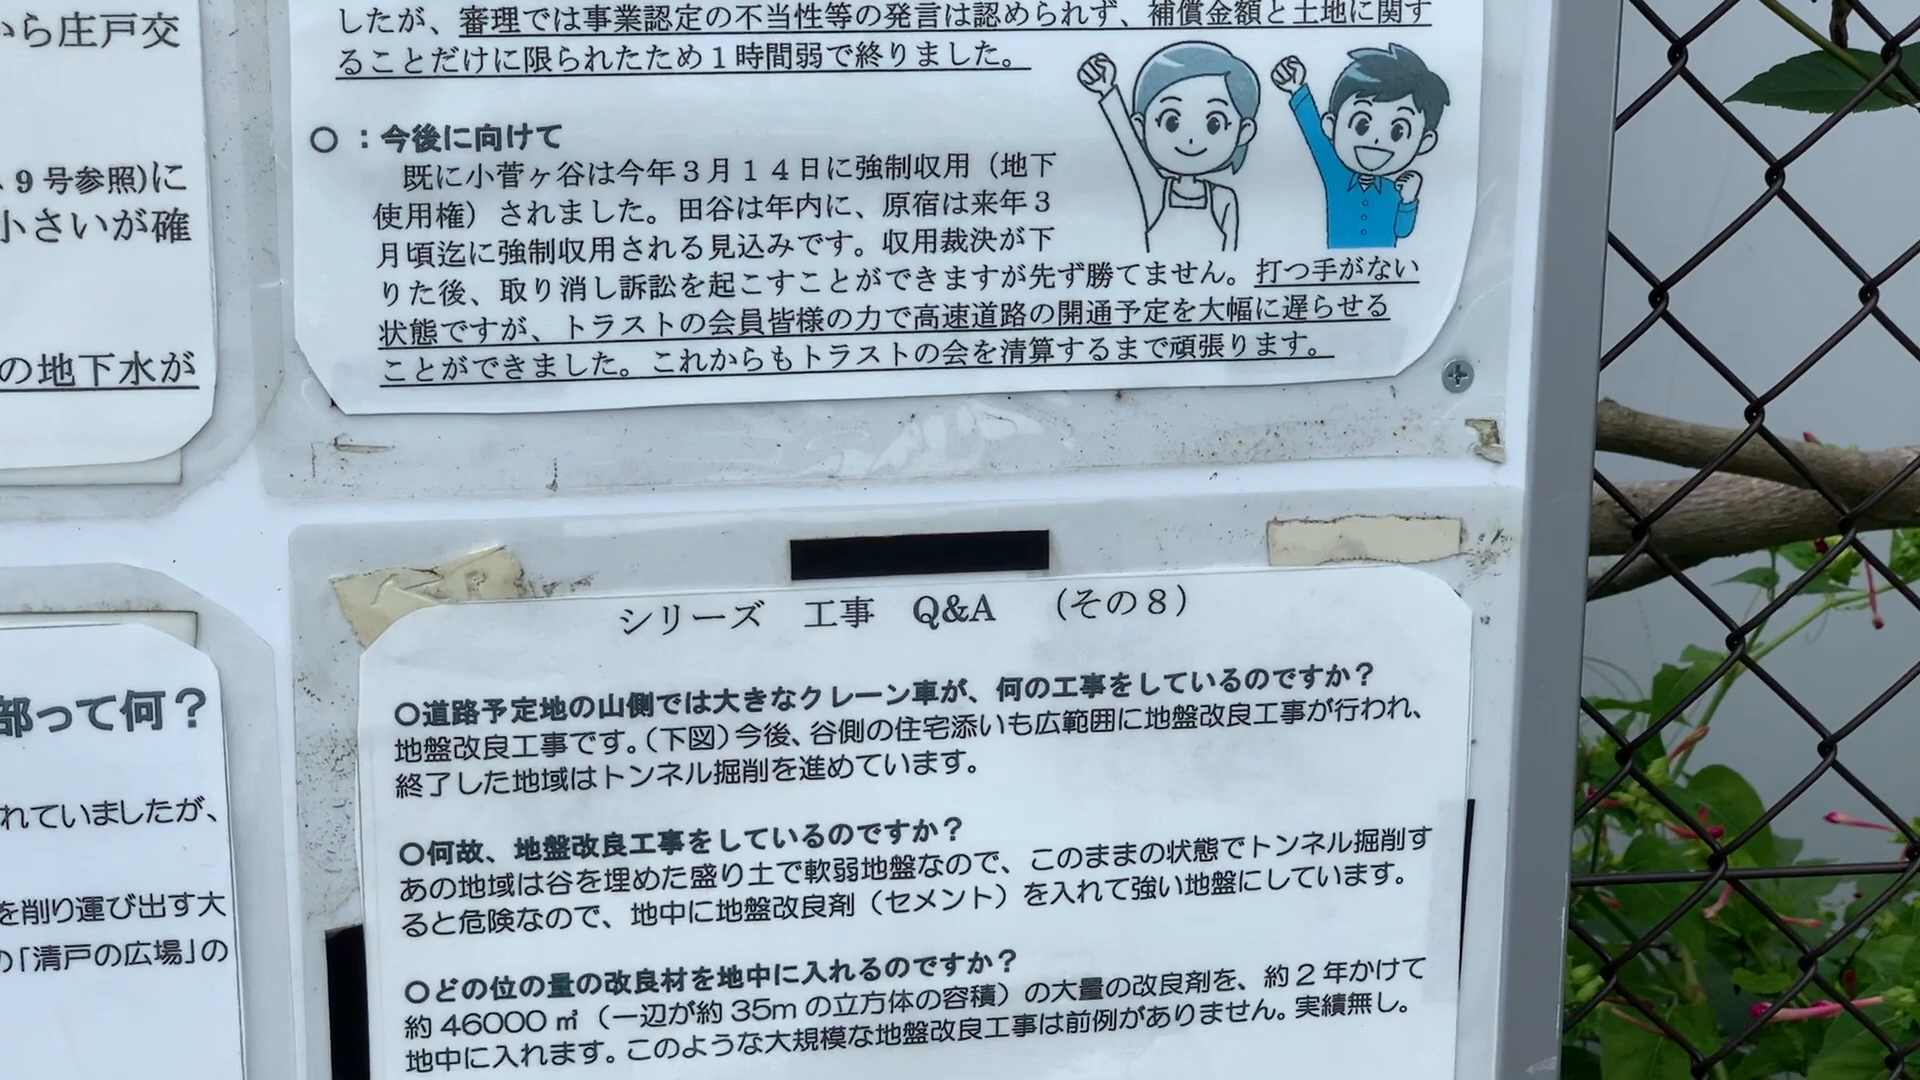 から庄戸交
９号参照)に
小さいが確
の地下水が
したが、審理では事業認定の不当性等の発言は認められず、補償金額と土地に関す
ることだけに限られたため１時間弱で終りました。
○ ：今後に向けて
既に小菅ヶ谷は今年３月１４日に強制収用（地下
使用権）されました。田谷は年内に、原宿は来年３
月頃迄に強制収用される見込みです。収用裁決が下
りた後、取り消し訴訟を起こすことができますが先ず勝てません。打つ手がない
状態ですが、トラストの会員皆様の力で高速道路の開通予定を大幅に遅らせる
ことができました。これからもトラストの会を清算するまで頑張ります。
部って何？
れていましたが、
を削り運び出す大
の「清戸の広場」の
シリーズ　工事　Q&A　（その８）
○道路予定地の山側では大きなクレーン車が、何の工事をしているのですか？
地盤改良工事です。（下図）今後、谷側の住宅添いも広範囲に地盤改良工事が行われ、
終了した地域はトンネル掘削を進めています。
○何故、地盤改良工事をしているのですか？
あの地域は谷を埋めた盛り土で軟弱地盤なので、このままの状態でトンネル掘削す
ると危険なので、地中に地盤改良剤（セメント）を入れて強い地盤にしています。
○どの位の量の改良材を地中に入れるのですか？
約 46000 ㎥（一辺が約 35m の立方体の容積）の大量の改良剤を、約２年かけて
地中に入れます。このような大規模な地盤改良工事は前例がありません。実績無し。